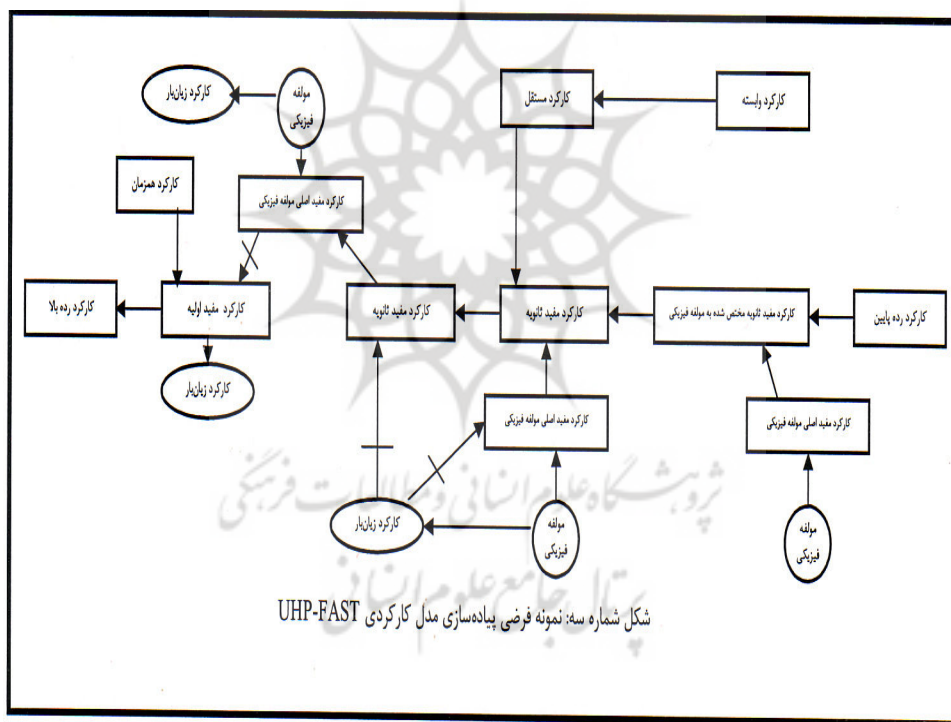 کارکرد وابسته
کارکرد مستقل
مولفه
فیزیکی
کارکرد زیان‌بار
کارکرد همزمان
کارکرد مفید اصلی مولفه فیزیکی
کارکرد رده پایین
کارکرد مفید ثانویه مختص شده به مولفه فیزیکی
کارکرد مفید ثانویه
کارکرد مفید ثانویه
کارکرد مفید اولیه
کارکرد رده بالا
کارکرد زیان‌بار
کارکرد مفید اصلی مولفه فیزیکی
کارکرد مفید اصلی مولفه فیزیکی
مولفه
فیزیکی
مولفه
فیزیکی
کارکرد زیان‌بار
پژوهشگاه علوم انسانی و مطالعات فرهنگی
پرتال جامع علوم انسانی
شکل شماره سه: نمونه فرضی پیاده‌سازی مدل کارکردی UHP-FAST